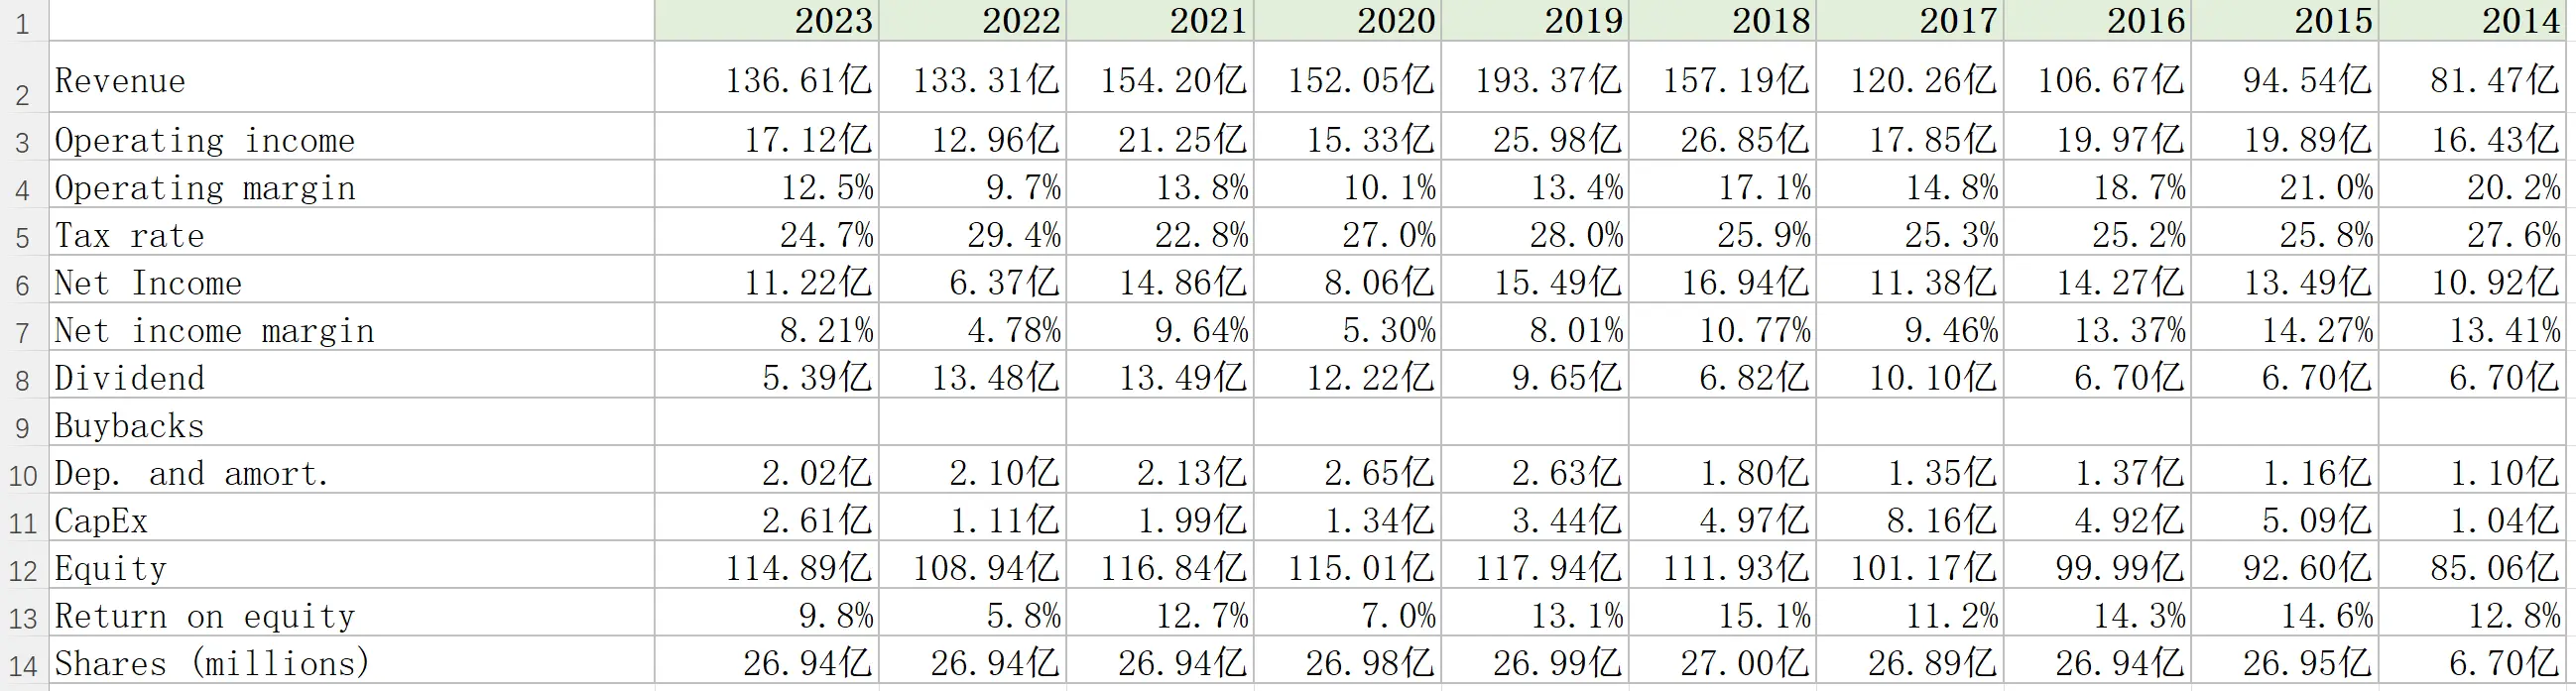 1 2023 2022 2021 2020 2019 2018 2017 2016 2015 2014
2 Revenue 136.61亿 133.31亿 154.20亿 152.05亿 193.37亿 157.19亿 120.26亿 106.67亿 94.54亿 81.47亿
3 Operating income 17.12亿 12.96亿 21.25亿 15.33亿 25.98亿 26.85亿 17.85亿 19.97亿 19.89亿 16.43亿
4 Operating margin 12.5% 9.7% 13.8% 10.1% 13.4% 17.1% 14.8% 18.7% 21.0% 20.2%
5 Tax rate 24.7% 29.4% 22.8% 27.0% 28.0% 25.9% 25.3% 25.2% 25.8% 27.6%
6 Net Income 11.22亿 6.37亿 14.86亿 8.06亿 15.49亿 16.94亿 11.38亿 14.27亿 13.49亿 10.92亿
7 Net income margin 8.21% 4.78% 9.64% 5.30% 8.01% 10.77% 9.46% 13.37% 14.27% 13.41%
8 Dividend 5.39亿 13.48亿 13.49亿 12.22亿 9.65亿 6.82亿 10.10亿 6.70亿 6.70亿 6.70亿
9 Buybacks
10 Dep. and amort. 2.02亿 2.10亿 2.13亿 2.65亿 2.63亿 1.80亿 1.35亿 1.37亿 1.16亿 1.10亿
11 CapEx 2.61亿 1.11亿 1.99亿 1.34亿 3.44亿 4.97亿 8.16亿 4.92亿 5.09亿 1.04亿
12 Equity 114.89亿 108.94亿 116.84亿 115.01亿 117.94亿 111.93亿 101.17亿 99.99亿 92.60亿 85.06亿
13 Return on equity 9.8% 5.8% 12.7% 7.0% 13.1% 15.1% 11.2% 14.3% 14.6% 12.8%
14 Shares (millions) 26.94亿 26.94亿 26.94亿 26.98亿 26.99亿 27.00亿 26.89亿 26.94亿 26.95亿 6.70亿